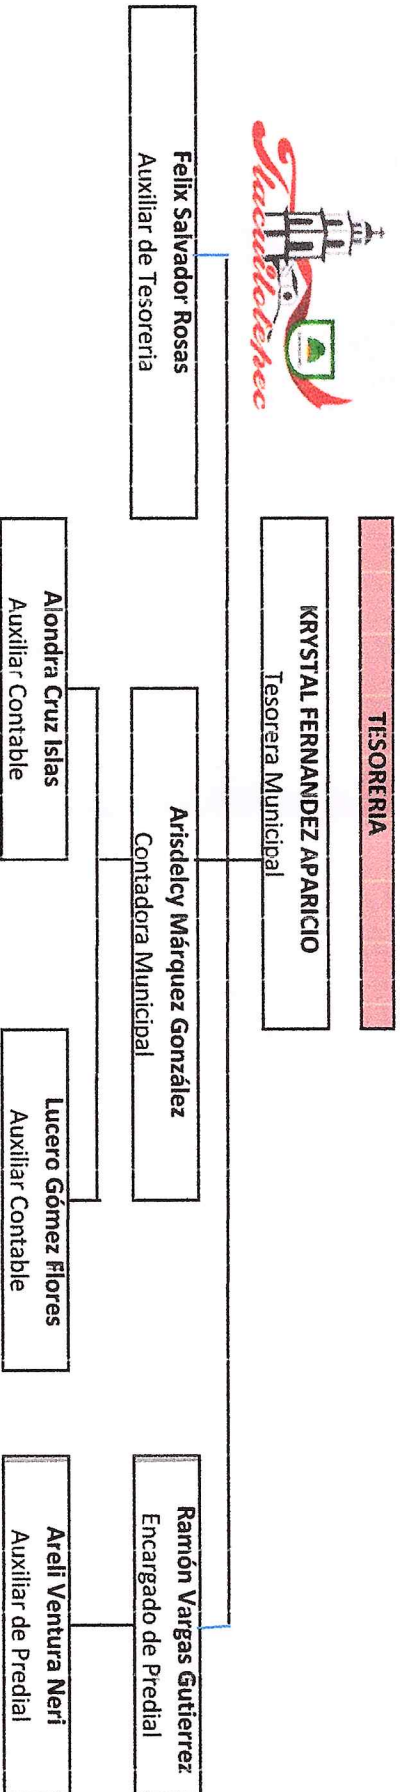 Tlacuilotepec
TESORERIA
KRYSTAL FERNANDEZ APARICIO
Tesorera Municipal
Felix Salvador Rosas
Auxiliar de Tesoreria
Arisdelcy Márquez González
Contadora Municipal
Ramón Vargas Gutierrez
Encargado de Predial
Alondra Cruz Islas
Auxiliar Contable
Lucero Gómez Flores
Auxiliar Contable
Areli Ventura Neri
Auxiliar de Predial